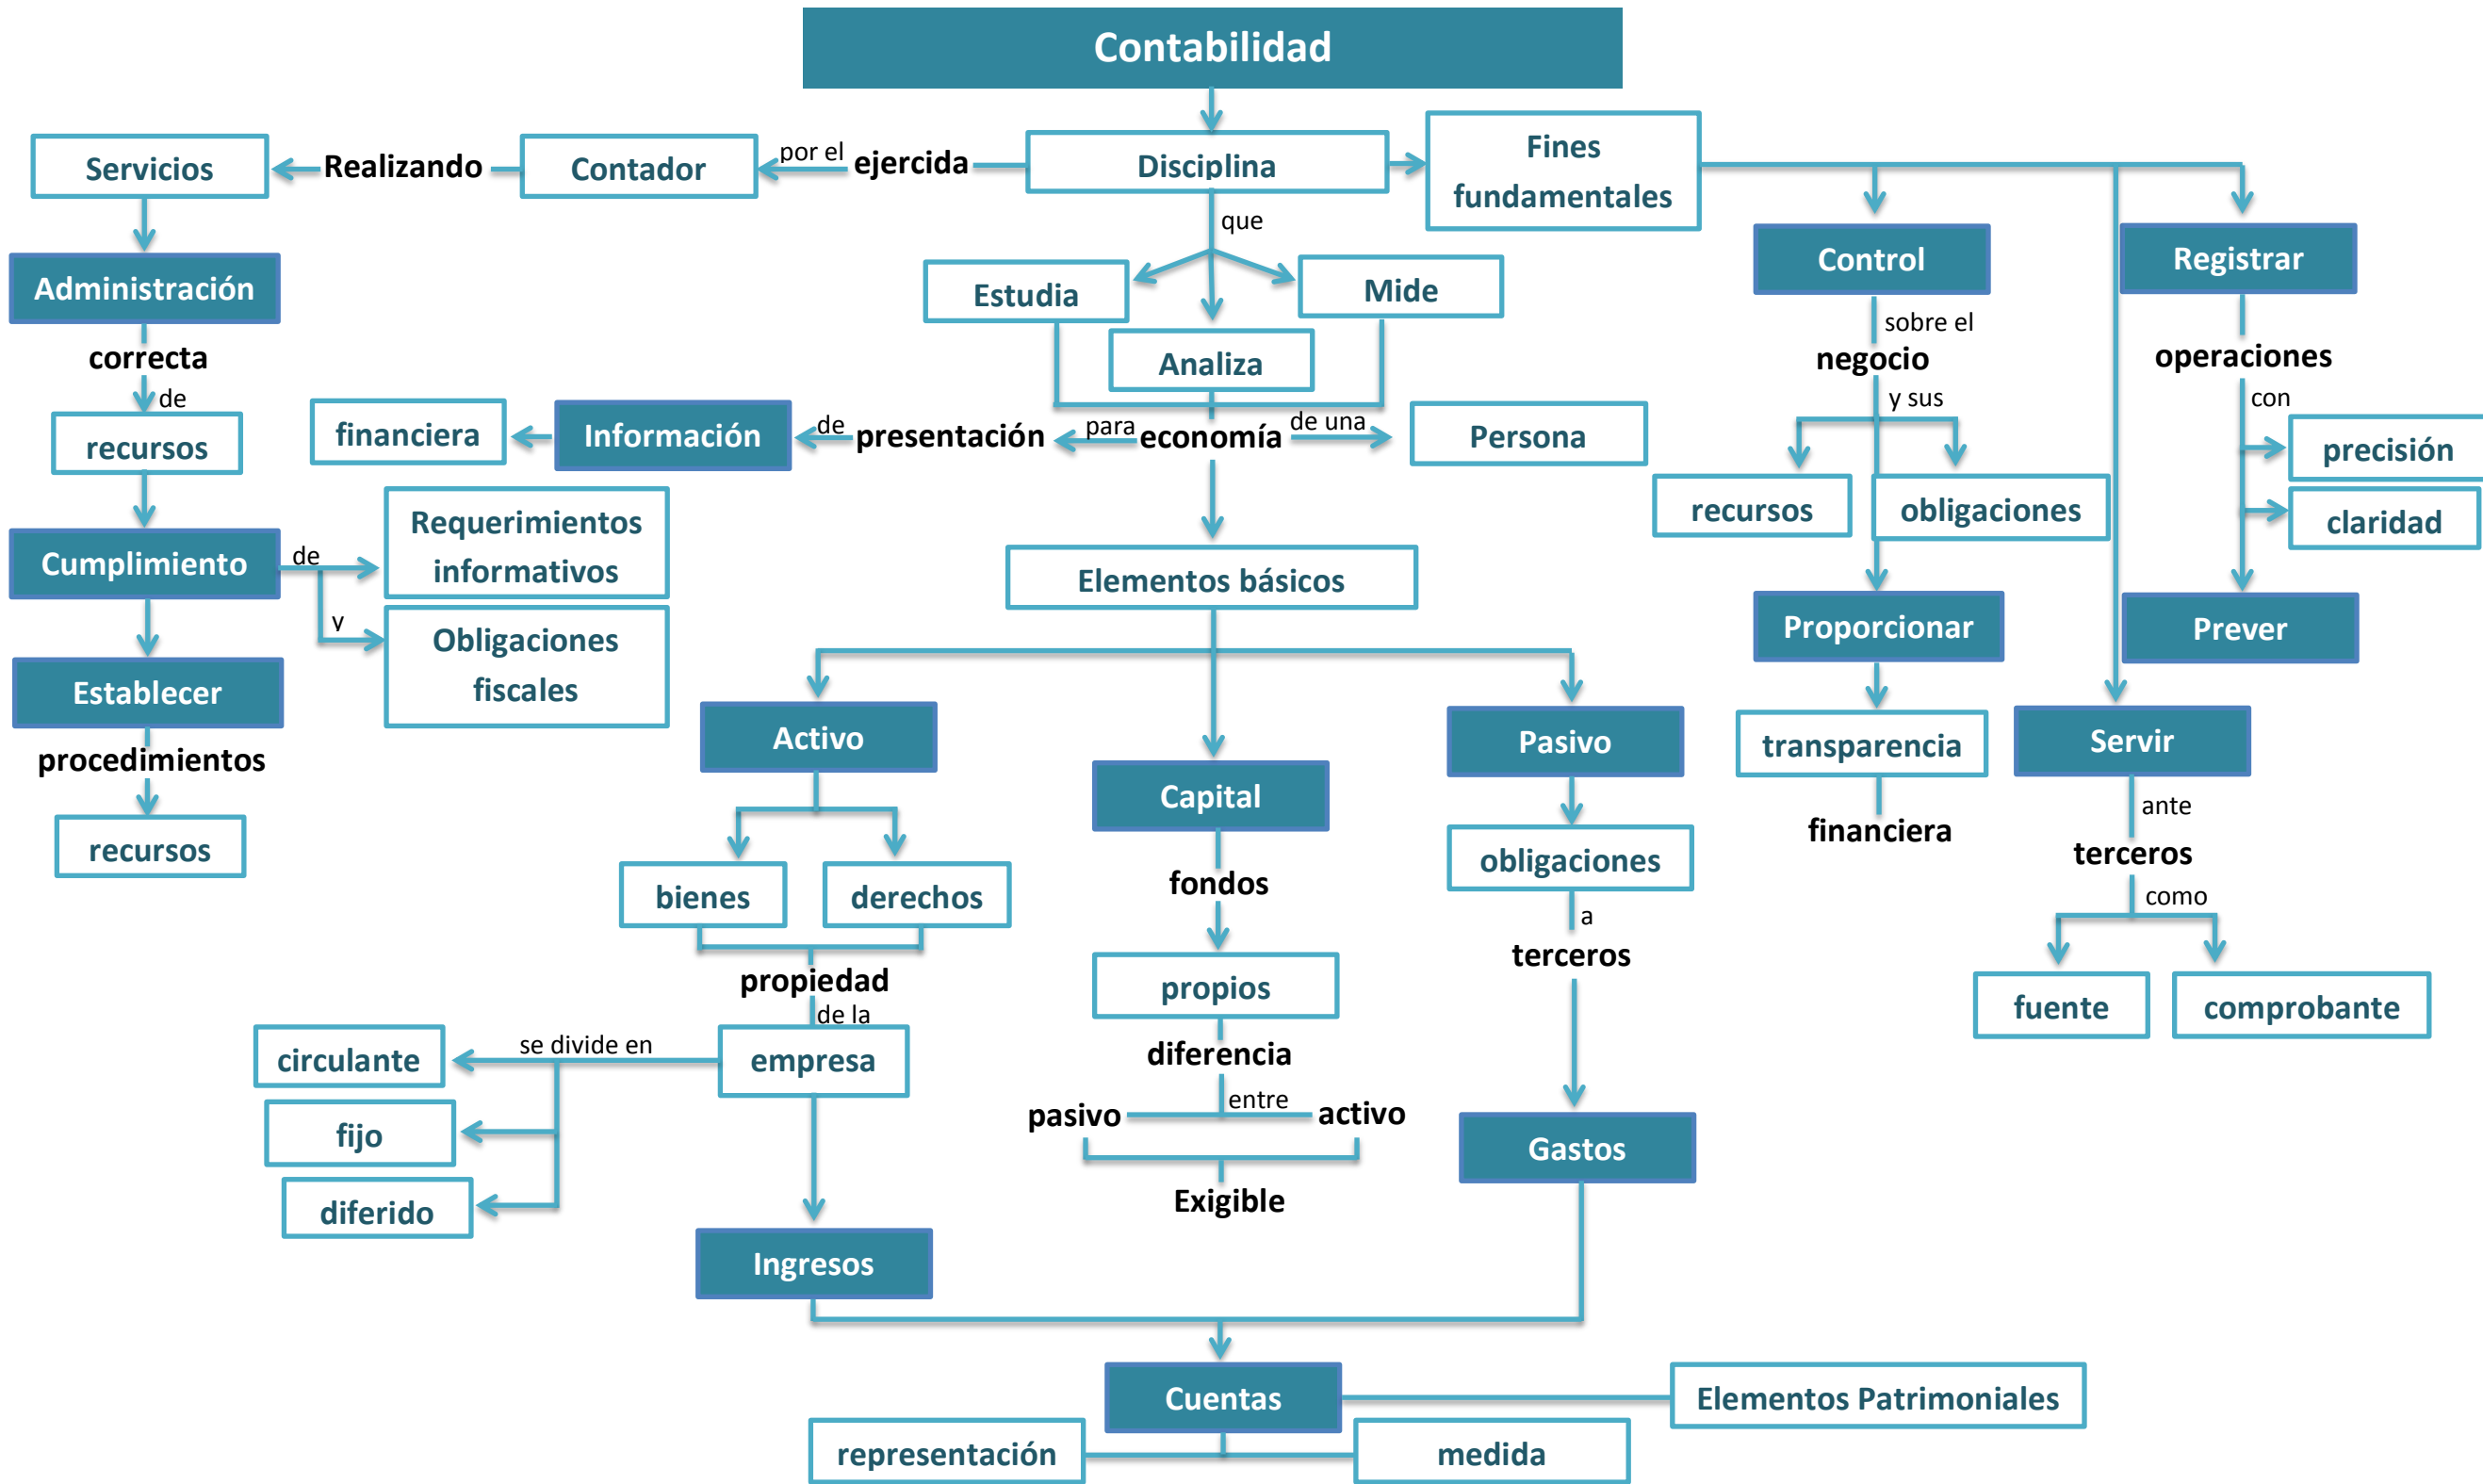 Contabilidad
Servicios
Realizando
Contador
por el
ejercida
Disciplina
Fines
fundamentales
que
Administración
Estudia
Mide
Analiza
Control
Registrar
correcta
de
recursos
sobre el
negocio
y sus
operaciones
con
financiera
Información
de
presentación
para
economía
de una
Persona
recursos
obligaciones
precisión
claridad
Cumplimiento
de
Requerimientos
informativos
y
Obligaciones
fiscales
Elementos básicos
Proporcionar
Prever
Establecer
procedimientos
recursos
Activo
Capital
Pasivo
transparencia
financiera
Servir
ante
terceros
como
fuente
comprobante
bienes
derechos
propiedad
de la
empresa
se divide en
circulante
fijo
diferido
fondos
propios
diferencia
entre
pasivo
activo
Exigible
obligaciones
a
terceros
Gastos
Ingresos
Cuentas
Elementos Patrimoniales
representación
medida